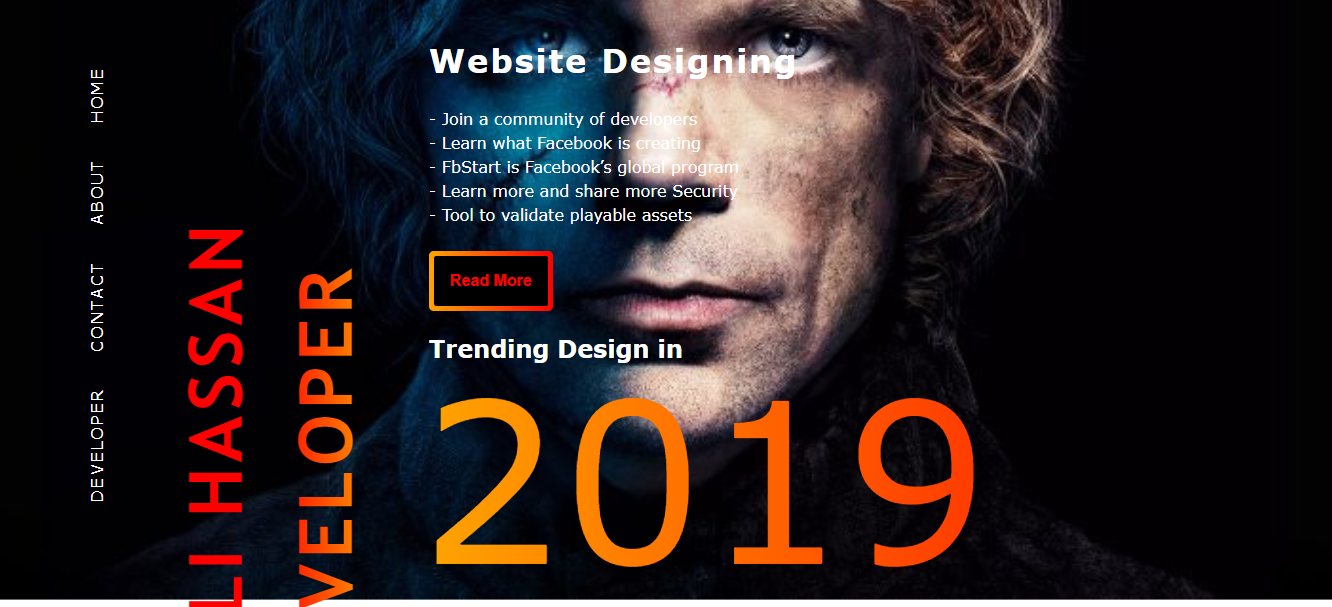 HOME
ABOUT
CONTACT
DEVELOPER
LI HASSAN
VELOPER
Website Designing
- Join a community of developers
- Learn what Facebook is creating
- FbStart is Facebook’s global program
- Learn more and share more Security
- Tool to validate playable assets
Read More
Trending Design in
2019